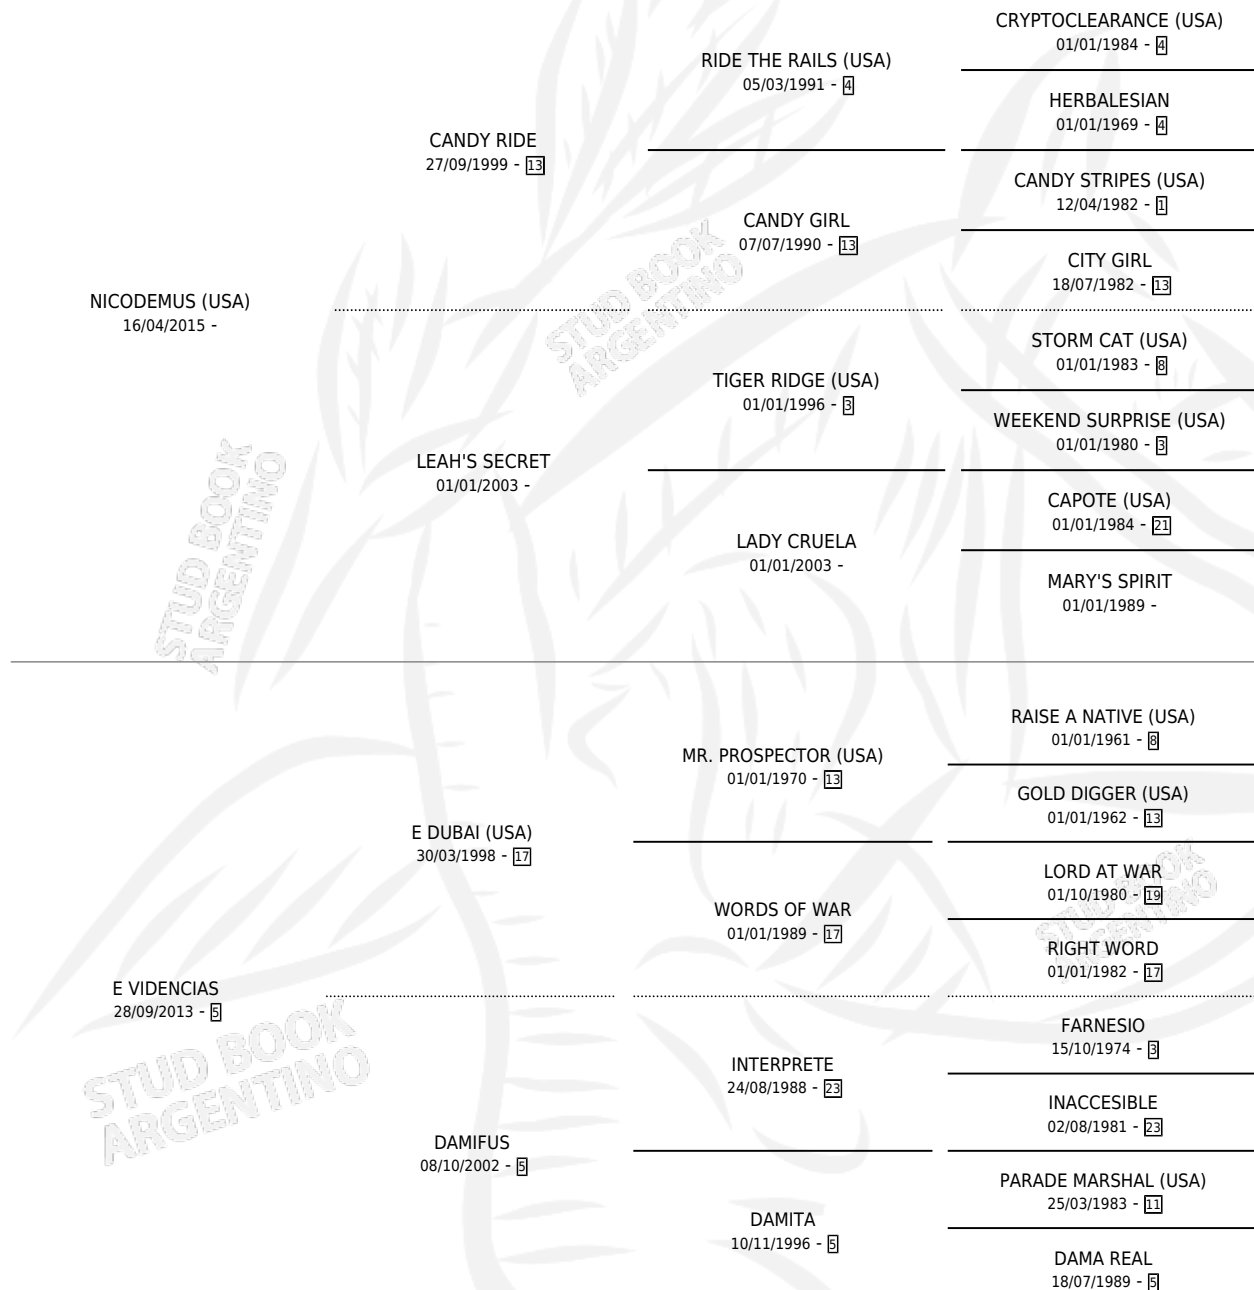 CRYPTOCLEARANCE (USA)
01/01/1984 - 4
RIDE THE RAILS (USA)
05/03/1991 - 4
HERBALESIAN
01/01/1969 - 4
CANDY RIDE
27/09/1999 - 13
CANDY STRIPES (USA)
12/04/1982 - 1
CANDY GIRL
07/07/1990 - 13
CITY GIRL
18/07/1982 - 13
NICODEMUS (USA)
16/04/2015 -
STORM CAT (USA)
01/01/1983 - 8
TIGER RIDGE (USA)
01/01/1996 - 3
WEEKEND SURPRISE (USA)
01/01/1980 - 3
LEAH'S SECRET
01/01/2003 -
CAPOTE (USA)
01/01/1984 - 21
LADY CRUELA
01/01/2003 -
MARY'S SPIRIT
01/01/1989 -
RAISE A NATIVE (USA)
01/01/1961 - 8
MR. PROSPECTOR (USA)
01/01/1970 - 13
GOLD DIGGER (USA)
01/01/1962 - 13
E DUBAI (USA)
30/03/1998 - 17
LORD AT WAR
01/10/1980 - 19
WORDS OF WAR
01/01/1989 - 17
RIGHT WORD
01/01/1982 - 17
E VIDENCIAS
28/09/2013 - 5
FARNESIO
15/10/1974 - 3
INTERPRETE
24/08/1988 - 23
INACCESIBLE
02/08/1981 - 23
DAMIFUS
08/10/2002 - 5
PARADE MARSHAL (USA)
25/03/1983 - 11
DAMITA
10/11/1996 - 5
DAMA REAL
18/07/1989 - 5
STUD BOOK
ARGENTINO
STUD BOOK
ARGENTINO
STUD BOOK
ARGENTINO
STUD BOOK
ARGENTINO